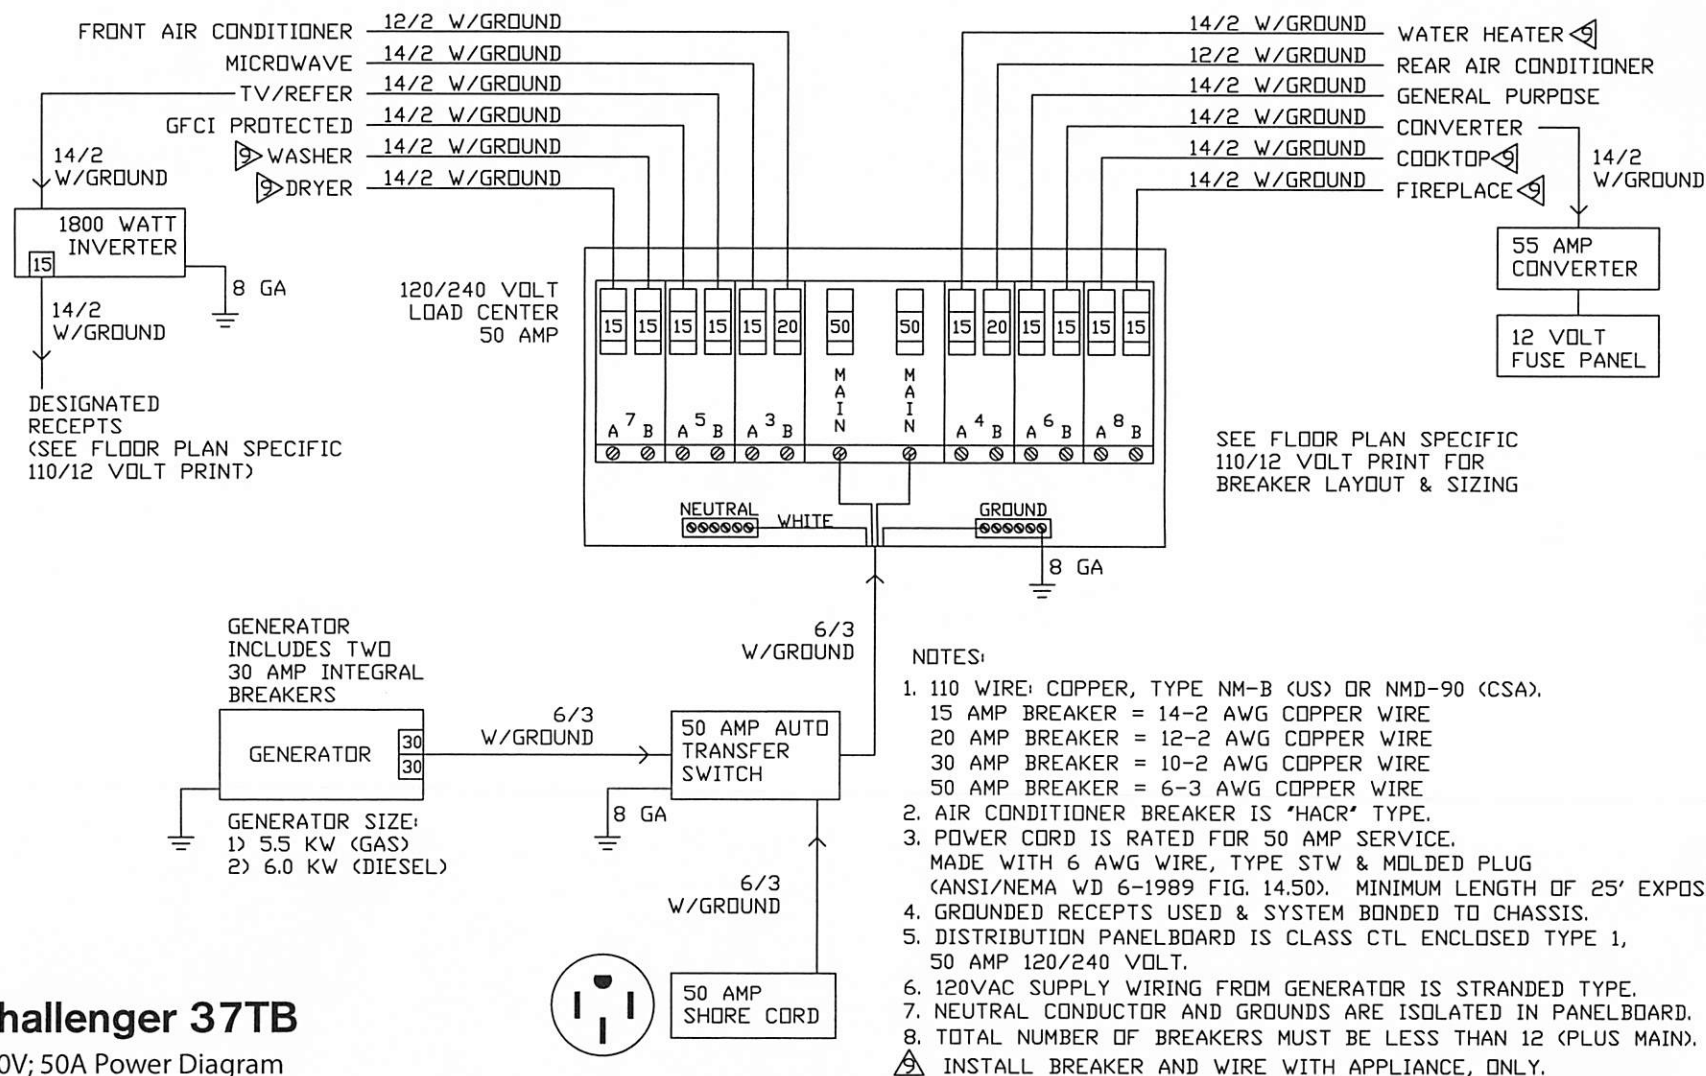 FRONT AIR CONDITIONER
12/2 W/GROUND
MICROWAVE
14/2 W/GROUND
TV/REFER
14/2 W/GROUND
GFCI PROTECTED
14/2 W/GROUND
9 WASHER
14/2 W/GROUND
9 DRYER
14/2 W/GROUND
14/2 W/GROUND
WATER HEATER 9
12/2 W/GROUND
REAR AIR CONDITIONER
14/2 W/GROUND
GENERAL PURPOSE
14/2 W/GROUND
CONVERTER
14/2 W/GROUND
COOKTOP 9
14/2 W/GROUND
FIREPLACE 9
14/2
W/GROUND
1800 WATT
INVERTER
15
8 GA
14/2
W/GROUND
DESIGNATED
RECEPTS
(SEE FLOOR PLAN SPECIFIC
110/12 VOLT PRINT)
14/2
W/GROUND
55 AMP
CONVERTER
12 VOLT
FUSE PANEL
120/240 VOLT
LOAD CENTER
50 AMP
15 15 15 15 15 20 50 50 15 20 15 15 15 15
MAIN
MAIN
A 7 B A 5 B A 3 B A 4 B A 6 B A 8 B
NEUTRAL
WHITE
GROUND
8 GA
SEE FLOOR PLAN SPECIFIC
110/12 VOLT PRINT FOR
BREAKER LAYOUT & SIZING
GENERATOR
INCLUDES TWO
30 AMP INTEGRAL
BREAKERS
GENERATOR
30
30
GENERATOR SIZE:
1) 5.5 KW (GAS)
2) 6.0 KW (DIESEL)
6/3
W/GROUND
50 AMP AUTO
TRANSFER
SWITCH
8 GA
6/3
W/GROUND
6/3
W/GROUND
50 AMP
SHORE CORD
NOTES:
1. 110 WIRE: COPPER, TYPE NM-B (US) OR NMD-90 (CSA).
15 AMP BREAKER = 14-2 AWG COPPER WIRE
20 AMP BREAKER = 12-2 AWG COPPER WIRE
30 AMP BREAKER = 10-2 AWG COPPER WIRE
50 AMP BREAKER = 6-3 AWG COPPER WIRE
2. AIR CONDITIONER BREAKER IS "HACR" TYPE.
3. POWER CORD IS RATED FOR 50 AMP SERVICE.
MADE WITH 6 AWG WIRE, TYPE STW & MOLDED PLUG
(ANSI/NEMA WD 6-1989 FIG. 14.50). MINIMUM LENGTH OF 25' EXPOS
4. GROUNDED RECEPTS USED & SYSTEM BONDED TO CHASSIS.
5. DISTRIBUTION PANELBOARD IS CLASS CTL ENCLOSED TYPE 1,
50 AMP 120/240 VOLT.
6. 120VAC SUPPLY WIRING FROM GENERATOR IS STRANDED TYPE.
7. NEUTRAL CONDUCTOR AND GROUNDS ARE ISOLATED IN PANELBOARD.
8. TOTAL NUMBER OF BREAKERS MUST BE LESS THAN 12 (PLUS MAIN).
9 INSTALL BREAKER AND WIRE WITH APPLIANCE, ONLY.
hallenger 37TB
0V; 50A Power Diagram